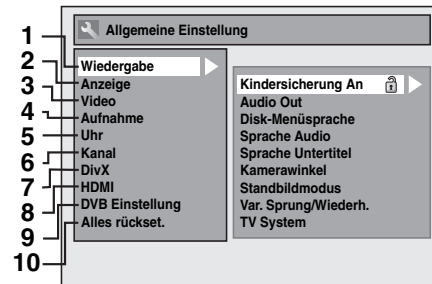 Allgemeine Einstellung
1 Wiedergabe
2 Anzeige
3 Video
4 Aufnahme
5 Uhr
6 Kanal
7 DivX
8 HDMI
9 DVB Einstellung
10 Alles rückset.
Kindersicherung An
Audio Out
Disk-Menüsprache
Sprache Audio
Sprache Untertitel
Kamerawinkel
Standbildmodus
Var. Sprung/Wiederh.
TV System